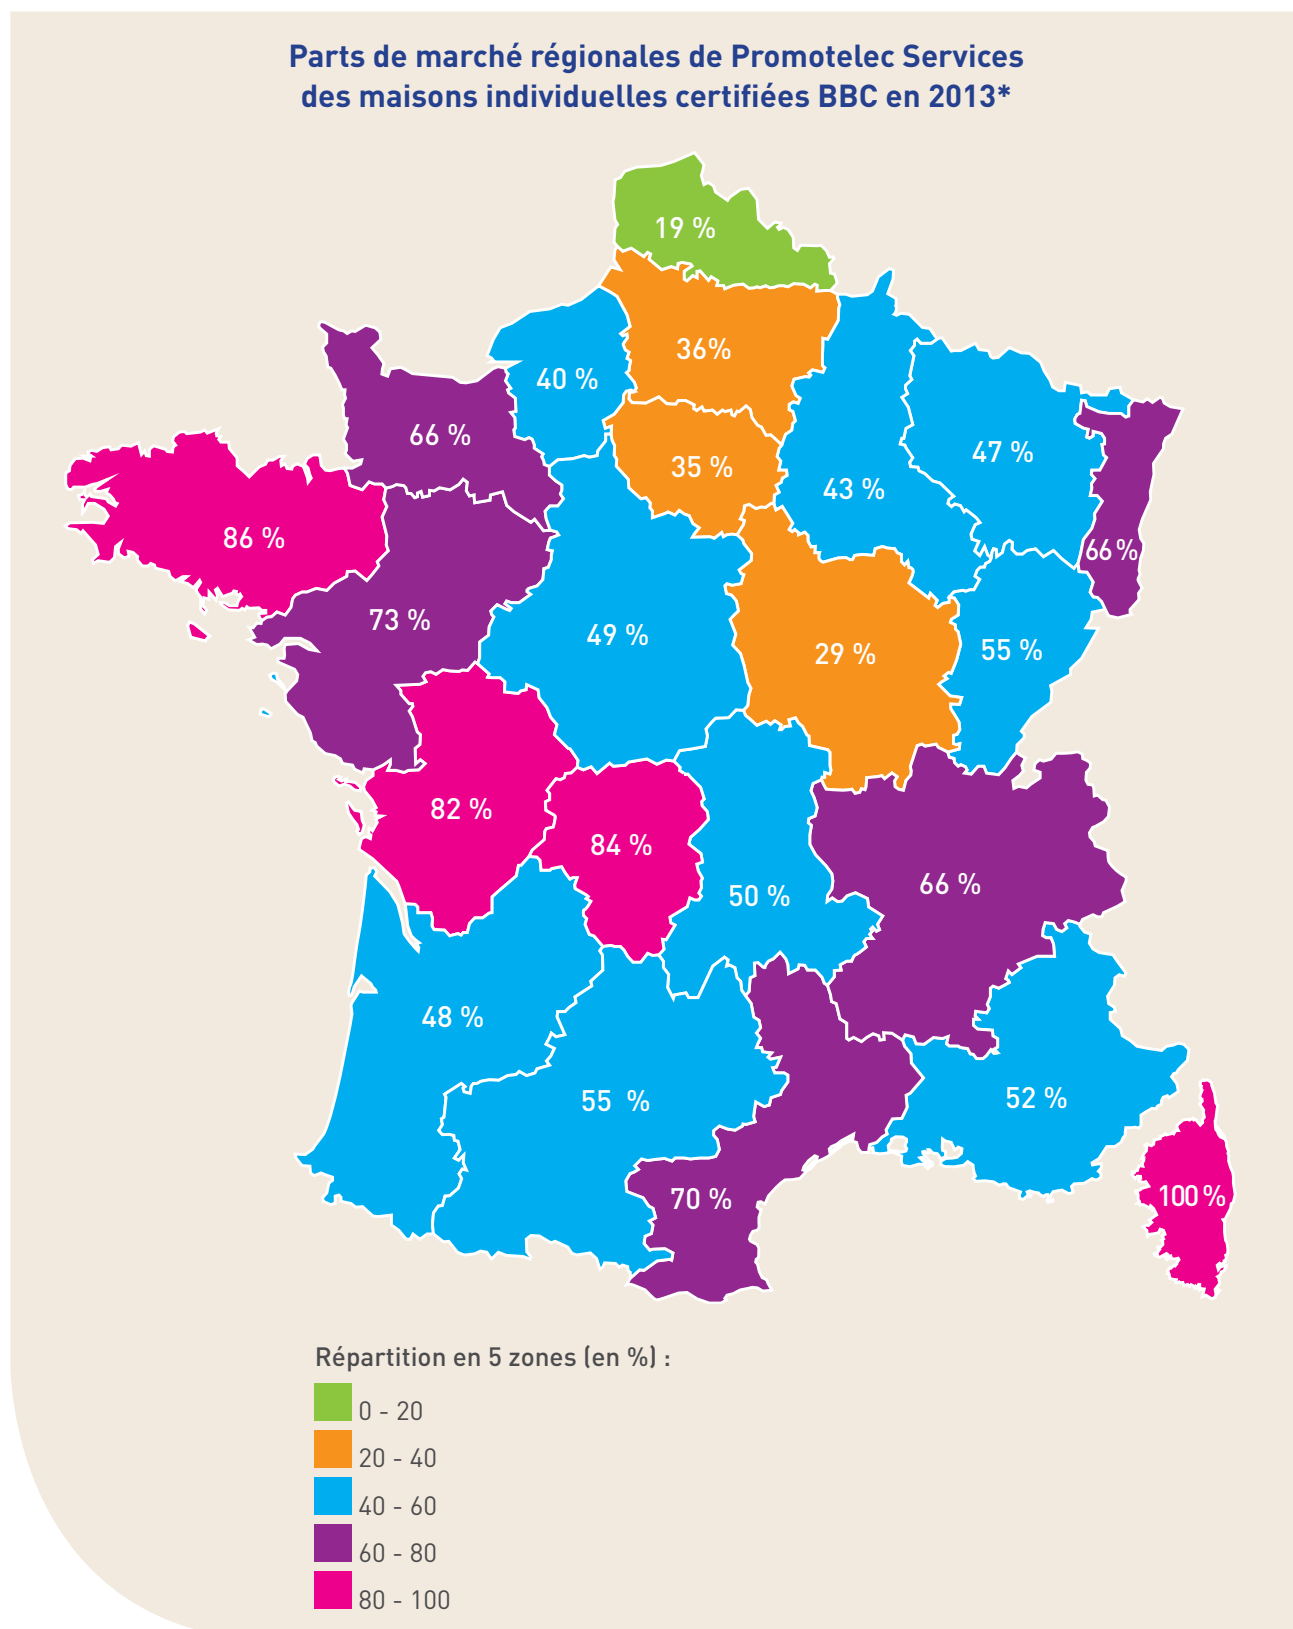 Parts de marché régionales de Promotelec Services
des maisons individuelles certifiées BBC en 2013*
19 %
36%
40 %
66 %
35 %
47 %
43 %
86 %
66 %
73 %
49 %
29 %
55 %
82 %
84 %
50 %
66 %
48 %
55 %
52 %
70 %
100 %
Répartition en 5 zones (en %) :
0 - 20
20 - 40
40 - 60
60 - 80
80 - 100